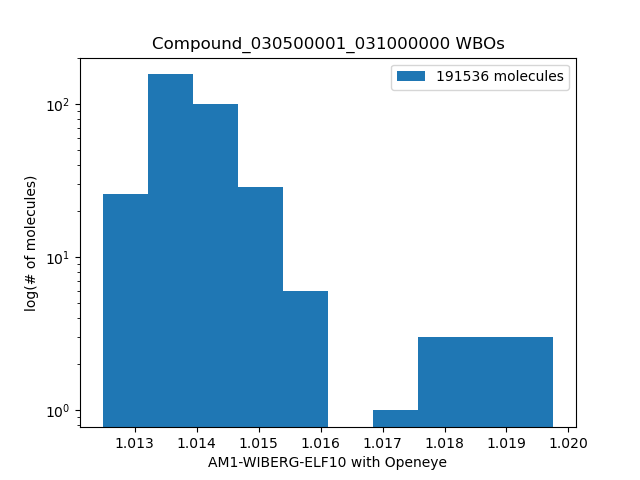 Compound_030500001_031000000 WBOs
191536 molecules
log(# of molecules)
10²
10¹
10⁰
1.013 1.014 1.015 1.016 1.017 1.018 1.019 1.020
AM1-WIBERG-ELF10 with Openeye